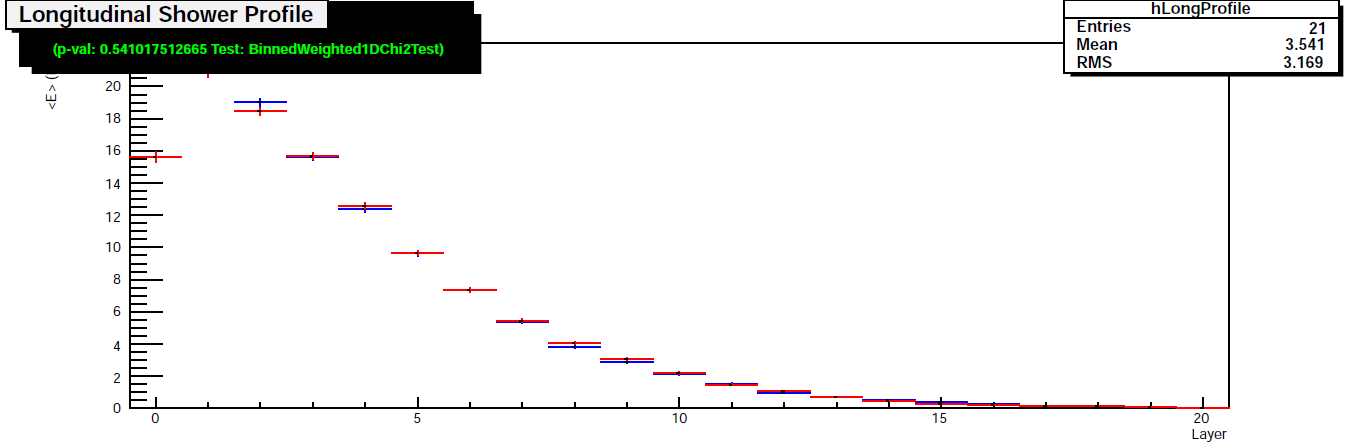 Longitudinal Shower Profile
(p-val: 0.541017512665 Test: BinnedWeighted1DChi2Test)
hLongProfile
Entries 21
Mean 3.541
RMS 3.169
<E> (
20
18
16
14
12
10
8
6
4
2
0
0 5 10 15 20
Layer